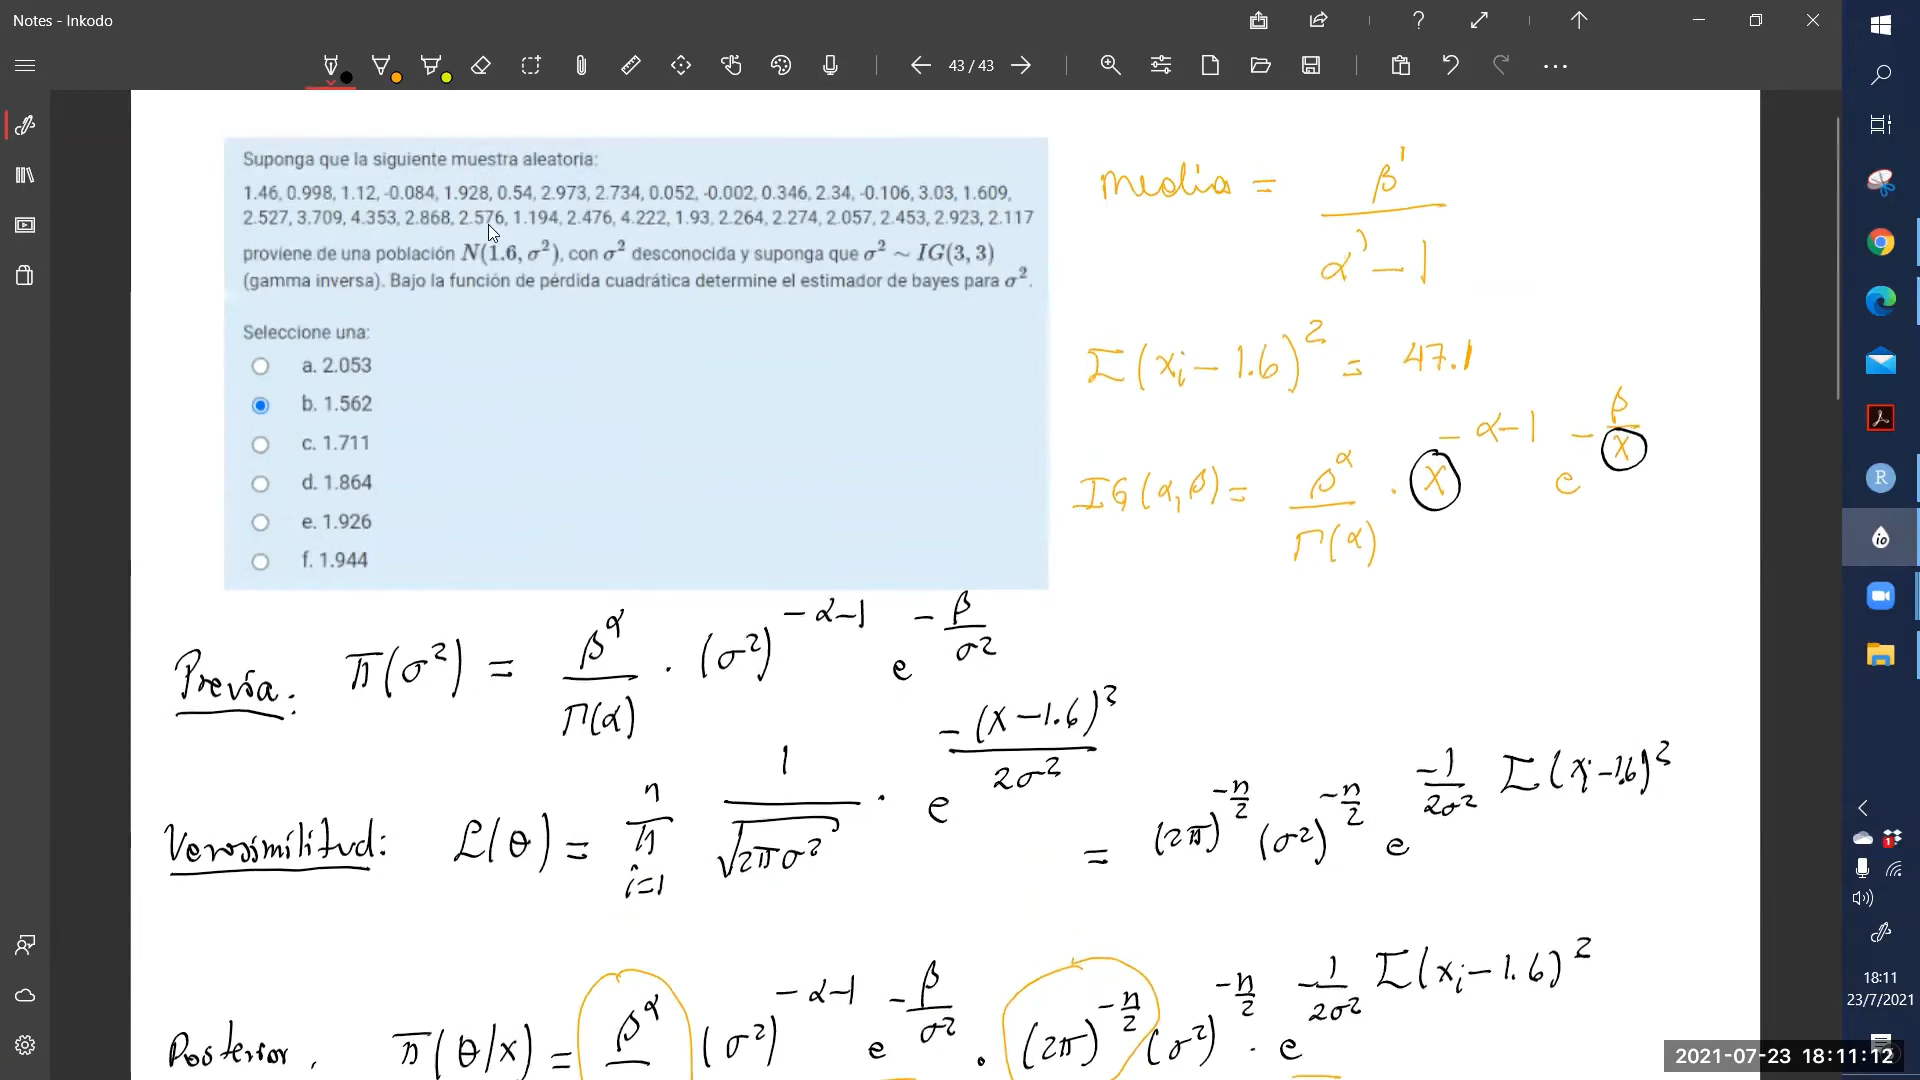 Notes - Inkodo
43 / 43
Suponga que la siguiente muestra aleatoria:
1.46, 0.998, 1.12, -0.084, 1.928, 0.54, 2.973, 2.734, 0.052, -0.002, 0.346, 2.34, -0.106, 3.03, 1.609,
2.527, 3.709, 4.353, 2.868, 2.576, 1.194, 2.476, 4.222, 1.93, 2.264, 2.274, 2.057, 2.453, 2.923, 2.117
proviene de una población N(1.6, σ²), con σ² desconocida y suponga que σ² ~ IG(3, 3)
(gamma inversa). Bajo la función de pérdida cuadrática determine el estimador de bayes para σ².
Seleccione una:
a. 2.053
b. 1.562
c. 1.711
d. 1.864
e. 1.926
f. 1.944
media = β' / α' - 1
Σ(xi - 1.6)² = 47.1
IG(α, β) = β^α / Γ(α) · x^(-α-1) e^(-β/x)
Previa: π(σ²) = β^α / Γ(α) · (σ²)^(-α-1) e^(-β/σ²)
Verosimilitud: L(θ) = π i=1 n 1 / √2πσ² · e^(-(x-1.6)² / 2σ²) = (2π)^(-n/2) (σ²)^(-n/2) e^(-1/2σ² Σ(xi-1.6)²)
Posterior. π(θ/x) = β^α (σ²)^(-α-1) e^(-β/σ²) · (2π)^(-n/2) (σ²)^(-n/2) · e^(-1/2σ² Σ(xi-1.6)²)
18:11
23/7/2021
2021-07-23 18:11:12